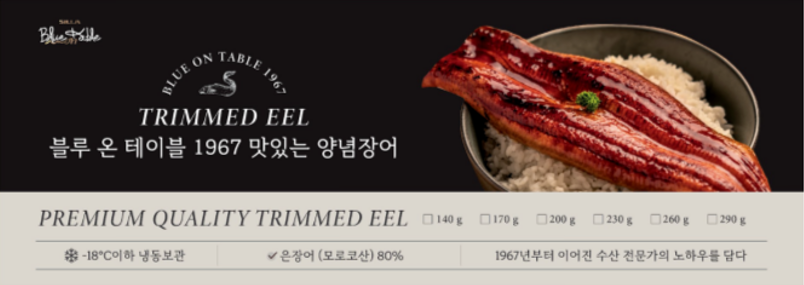 Blue Table
BLUE ON TABLE 1967
TRIMMED EEL
블루 온 테이블 1967 맛있는 양념장어
PREMIUM QUALITY TRIMMED EEL □ 140 g □ 170 g □ 200 g □ 230 g □ 260 g □ 290 g
-18°C이하 냉동보관
은장어 (모로코산) 80%
1967년부터 이어진 수산 전문가의 노하우를 담다